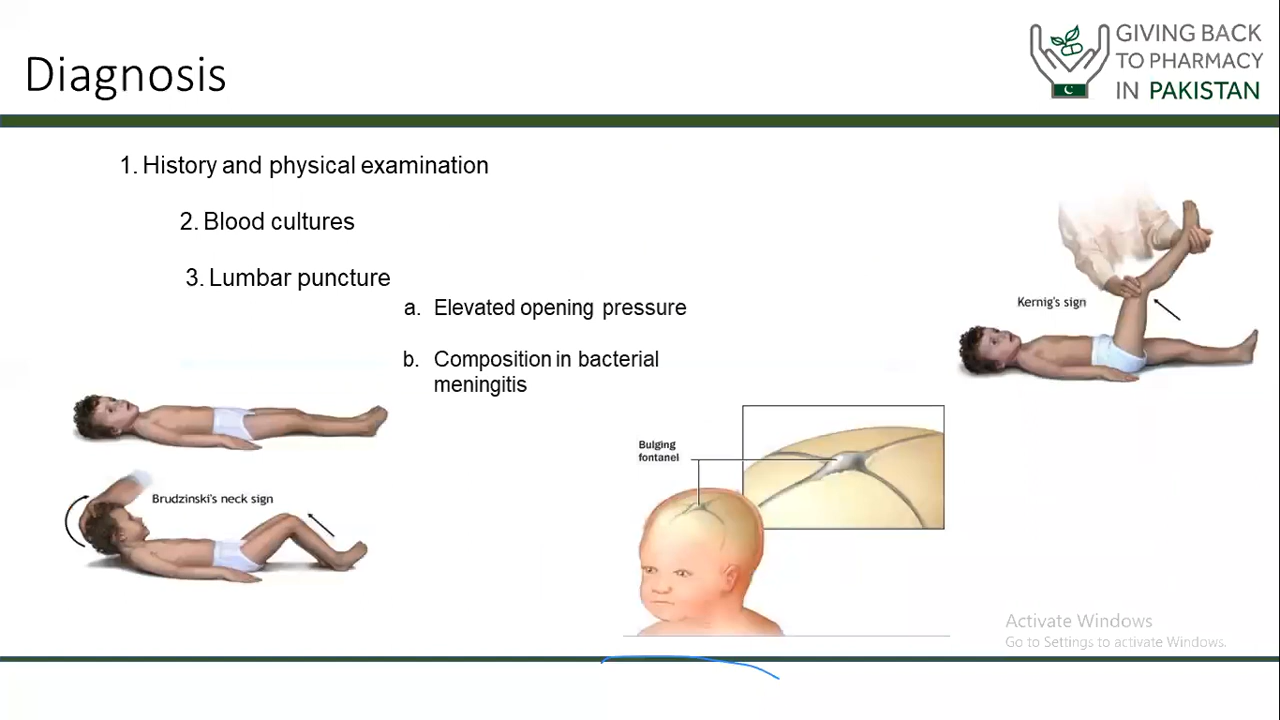 Diagnosis
GIVING BACK
TO PHARMACY
IN PAKISTAN
1. History and physical examination
2. Blood cultures
3. Lumbar puncture
a. Elevated opening pressure
b. Composition in bacterial
meningitis
Kernig's sign
Brudzinski's neck sign
Bulging
fontanel
Activate Windows
Go to Settings to activate Windows.